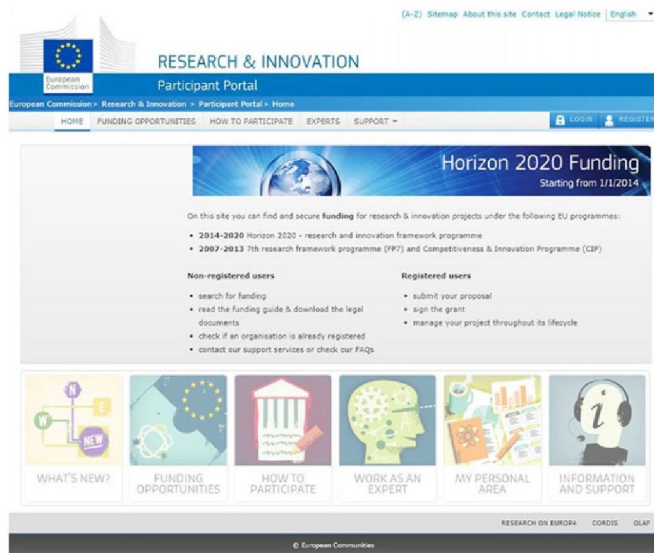 (A-Z) Sitemap About this site Contact Legal Notice English
European
Commission
RESEARCH & INNOVATION
Participant Portal
European Commission > Research & Innovation > Participant Portal > Home
HOME FUNDING OPPORTUNITIES HOW TO PARTICIPATE EXPERTS SUPPORT LOGIN REGISTER
Horizon 2020 Funding
Starting from 1/1/2014
On this site you can find and secure funding for research & innovation projects under the following EU programmes:
• 2014-2020 Horizon 2020 - research and innovation framework programme
• 2007-2013 7th research framework programme (FP7) and Competitiveness & Innovation Programme (CIP)
Non-registered users
• search for funding
• read the funding guide & download the legal
documents
• check if an organisation is already registered
• contact our support services or check our FAQs
Registered users
• submit your proposal
• sign the grant
• manage your project throughout its lifecycle
N
W
E
NEW
i
WHAT'S NEW?
FUNDING
OPPORTUNITIES
HOW TO
PARTICIPATE
WORK AS AN
EXPERT
MY PERSONAL
AREA
INFORMATION
AND SUPPORT
RESEARCH ON EUROPA CORDIS OLAF
© European Communities